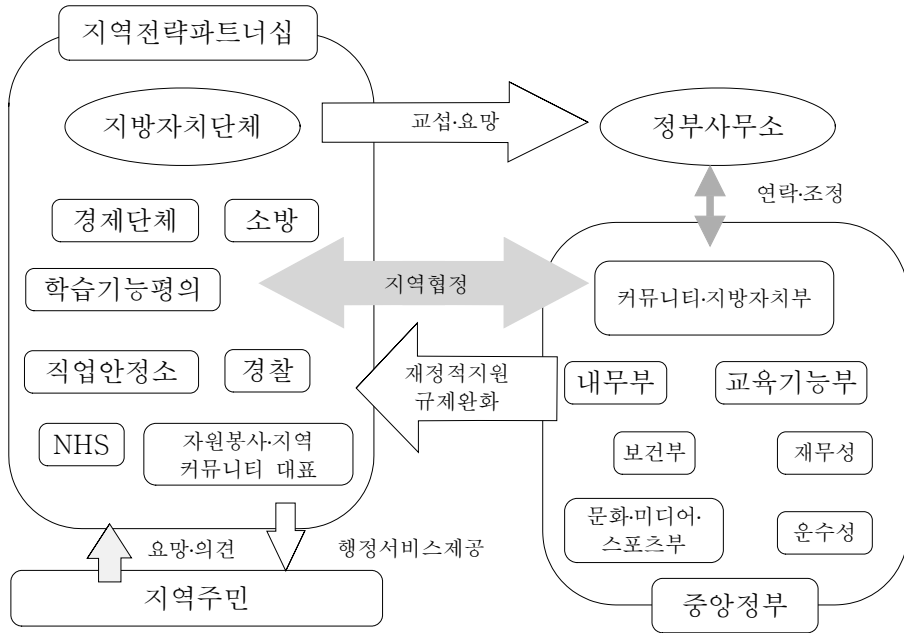 지역전략파트너십
지방자치단체
교섭·요망
정부사무소
연락·조정
경제단체
소방
학습기능평의
지역협정
커뮤니티·지방자치부
직업안정소
경찰
재정적지원
규제완화
내무부
교육기능부
NHS
자원봉사·지역
커뮤니티 대표
보건부
재무성
문화·미디어·
스포츠부
운수성
요망·의견
행정서비스제공
지역주민
중앙정부